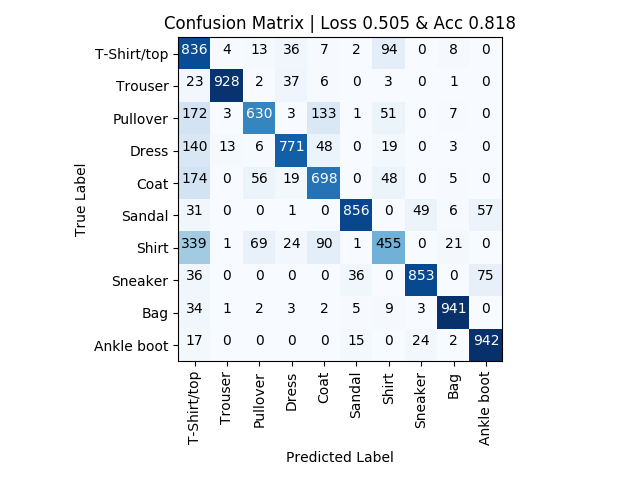 Confusion Matrix | Loss 0.505 & Acc 0.818
T-Shirt/top 836 4 13 36 7 2 94 0 8 0
Trouser 23 928 2 37 6 0 3 0 1 0
Pullover 172 3 630 3 133 1 51 0 7 0
Dress 140 13 6 771 48 0 19 0 3 0
Coat 174 0 56 19 698 0 48 0 5 0
Sandal 31 0 0 1 0 856 0 49 6 57
Shirt 339 1 69 24 90 1 455 0 21 0
Sneaker 36 0 0 0 0 36 0 853 0 75
Bag 34 1 2 3 2 5 9 3 941 0
Ankle boot 17 0 0 0 0 15 0 24 2 942
True Label
T-Shirt/top Trouser Pullover Dress Coat Sandal Shirt Sneaker Bag Ankle boot
Predicted Label